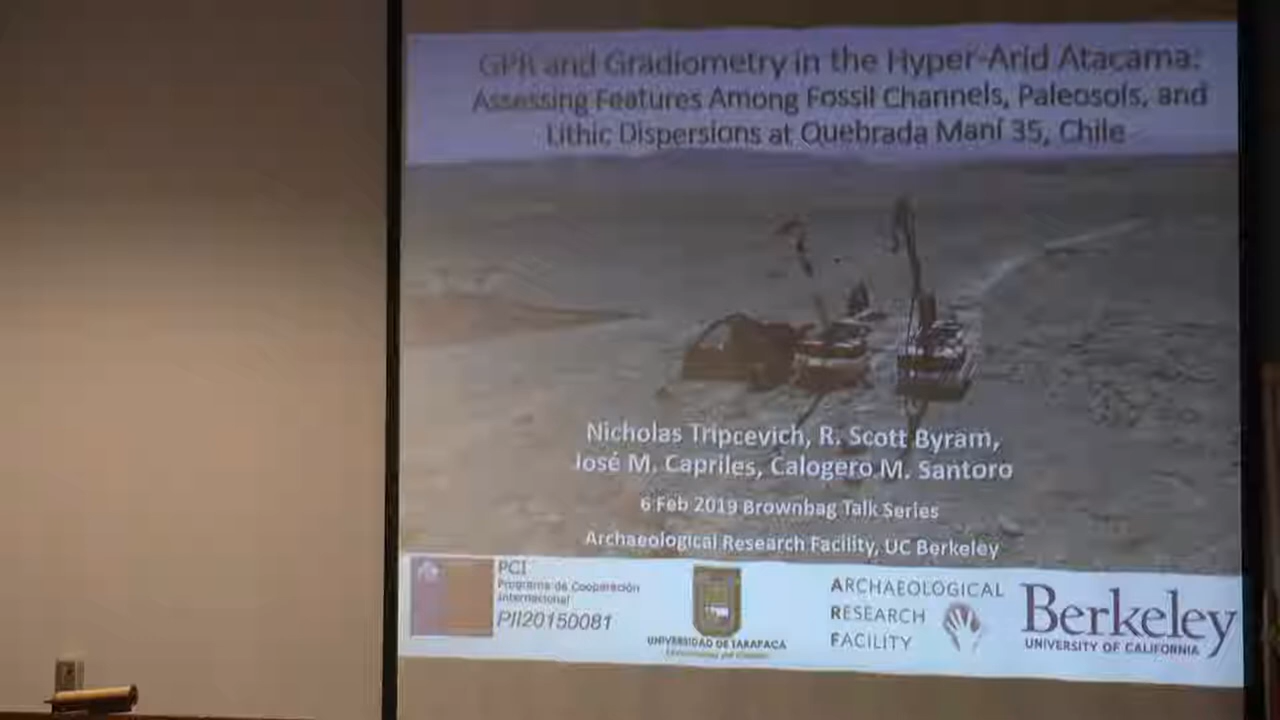 GPR and Gradiometry in the Hyper-Arid Atacama:
Assessing Features Among Fossil Channels, Paleosols, and
Lithic Dispersions at Quebrada Maní 35, Chile
Nicholas Tripcevich, R. Scott Byram,
José M. Capriles, Calogero M. Santoro
6 Feb 2019 Brownbag Talk Series
Archaeological Research Facility, UC Berkeley
PCI
Programa de Cooperación
Internacional
PII20150081
UNIVERSIDAD DE TARAPACÁ
ARCHAEOLOGICAL
RESEARCH
FACILITY
Berkeley
UNIVERSITY OF CALIFORNIA